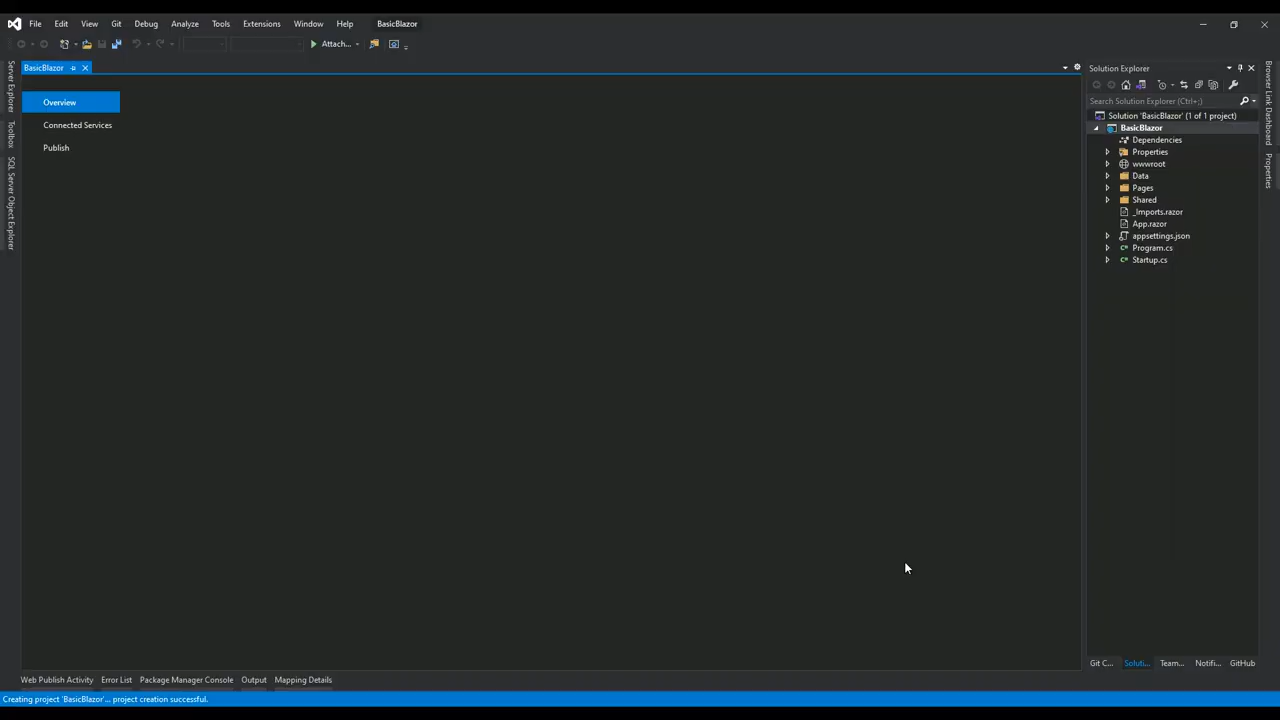 File Edit View Git Debug Analyze Tools Extensions Window Help BasicBlazor
Attach...
BasicBlazor
Overview
Connected Services
Publish
Server Explorer
Toolbox
SQL Server Object Explorer
Solution Explorer
Search Solution Explorer (Ctrl+;)
Solution 'BasicBlazor' (1 of 1 project)
BasicBlazor
Dependencies
Properties
wwwroot
Data
Pages
Shared
_Imports.razor
App.razor
appsettings.json
Program.cs
Startup.cs
Browser Link Dashboard
Properties
Git C... Soluti... Team... Notifi... GitHub
Web Publish Activity Error List Package Manager Console Output Mapping Details
Creating project 'BasicBlazor'... project creation successful.